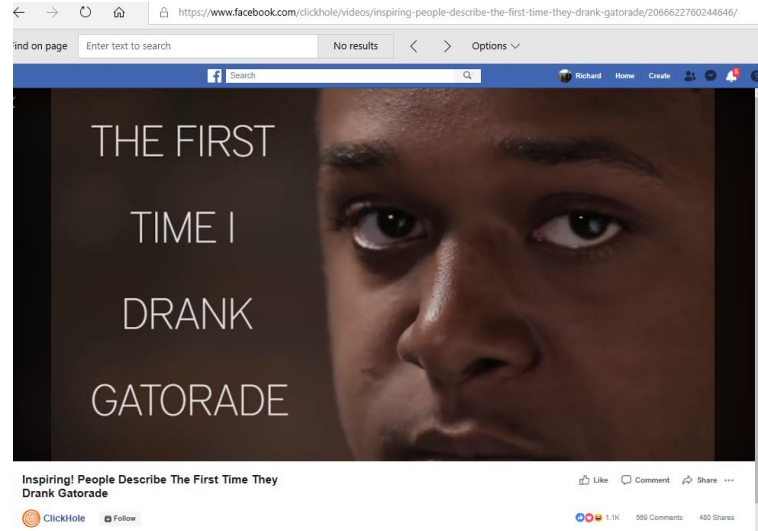 https://www.facebook.com/clickhole/videos/inspiring-people-describe-the-first-time-they-drank-gatorade/2066622760244646/
ind on page Enter text to search No results Options
Search Richard Home Create 5
THE FIRST
TIME I
DRANK
GATORADE
Inspiring! People Describe The First Time They
Drank Gatorade
Like Comment Share
ClickHole Follow 1.1K 569 Comments 480 Shares